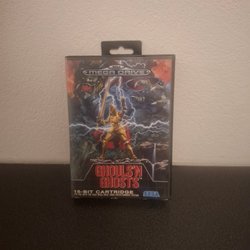 MEGA DRIVE
GHOULS'N
GHOSTS
16-BIT CARTRIDGE
SEGA